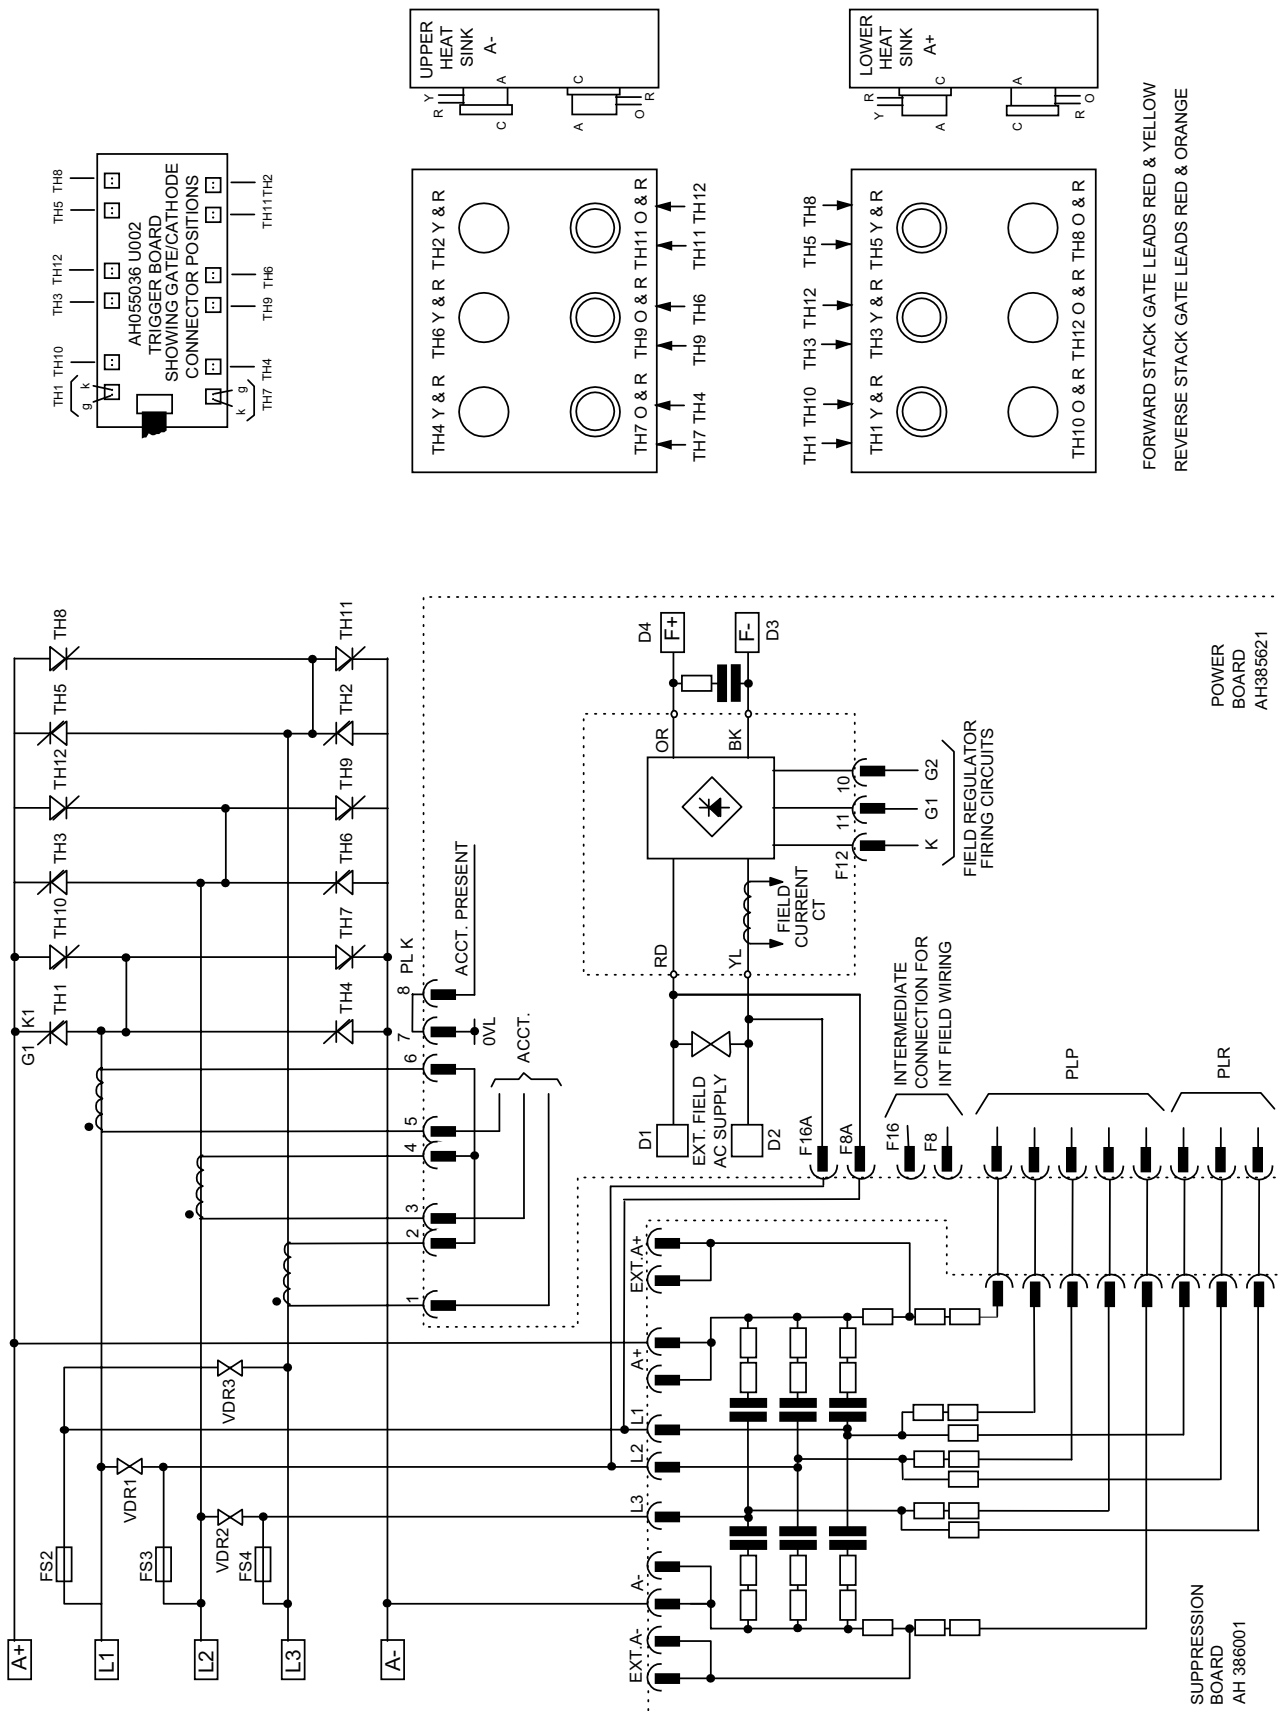 UPPER
HEAT
SINK
A-
R Y
A C
C A
O R
LOWER
HEAT
SINK
A+
Y R
C A
A C
R O
TH1 TH10 TH3 TH12 TH5 TH8
g k
AH055036 U002
TRIGGER BOARD
SHOWING GATE/CATHODE
CONNECTOR POSITIONS
k g
TH7 TH4 TH9 TH6 TH11 TH2
TH4 Y & R TH6 Y & R TH2 Y & R
TH7 O & R TH9 O & R TH11 O & R
TH7 TH4 TH9 TH6 TH11 TH12
TH1 TH10 TH3 TH12 TH5 TH8
TH1 Y & R TH3 Y & R TH5 Y & R
TH10 O & R TH12 O & R TH8 O & R
FORWARD STACK GATE LEADS RED & YELLOW
REVERSE STACK GATE LEADS RED & ORANGE
A+
L1
L2
L3
A-
FS2
FS3
FS4
VDR1
VDR2
VDR3
G1 K1
TH1 TH10 TH3 TH12 TH5 TH8
TH4 TH7 TH6 TH9 TH2 TH11
1 2 3 4 5 6 7 8 PL K
0VL
ACCT. PRESENT
ACCT.
D1
EXT. FIELD
AC SUPPLY
D2
RD
YL
FIELD
CURRENT
CT
OR
BK
D4
F+
F-
D3
F12 11 10
K G1 G2
FIELD REGULATOR
FIRING CIRCUITS
POWER
BOARD
AH385621
F16A
F8A
F16
F8
INTERMEDIATE
CONNECTION FOR
INT FIELD WIRING
PLP
PLR
EXT.A- A- L3 L2 L1 A+ EXT.A+
SUPPRESSION
BOARD
AH 386001